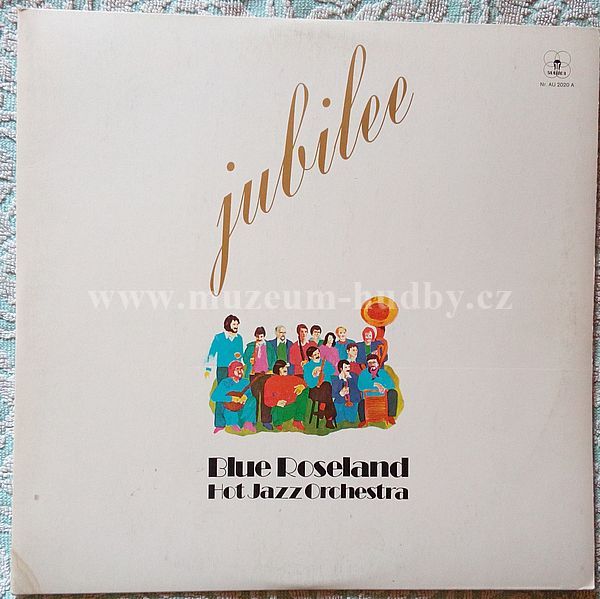 jubilee
Nr. AU 2020 A
www.muzeum-hudby.cz
Blue Roseland
Hot Jazz Orchestra